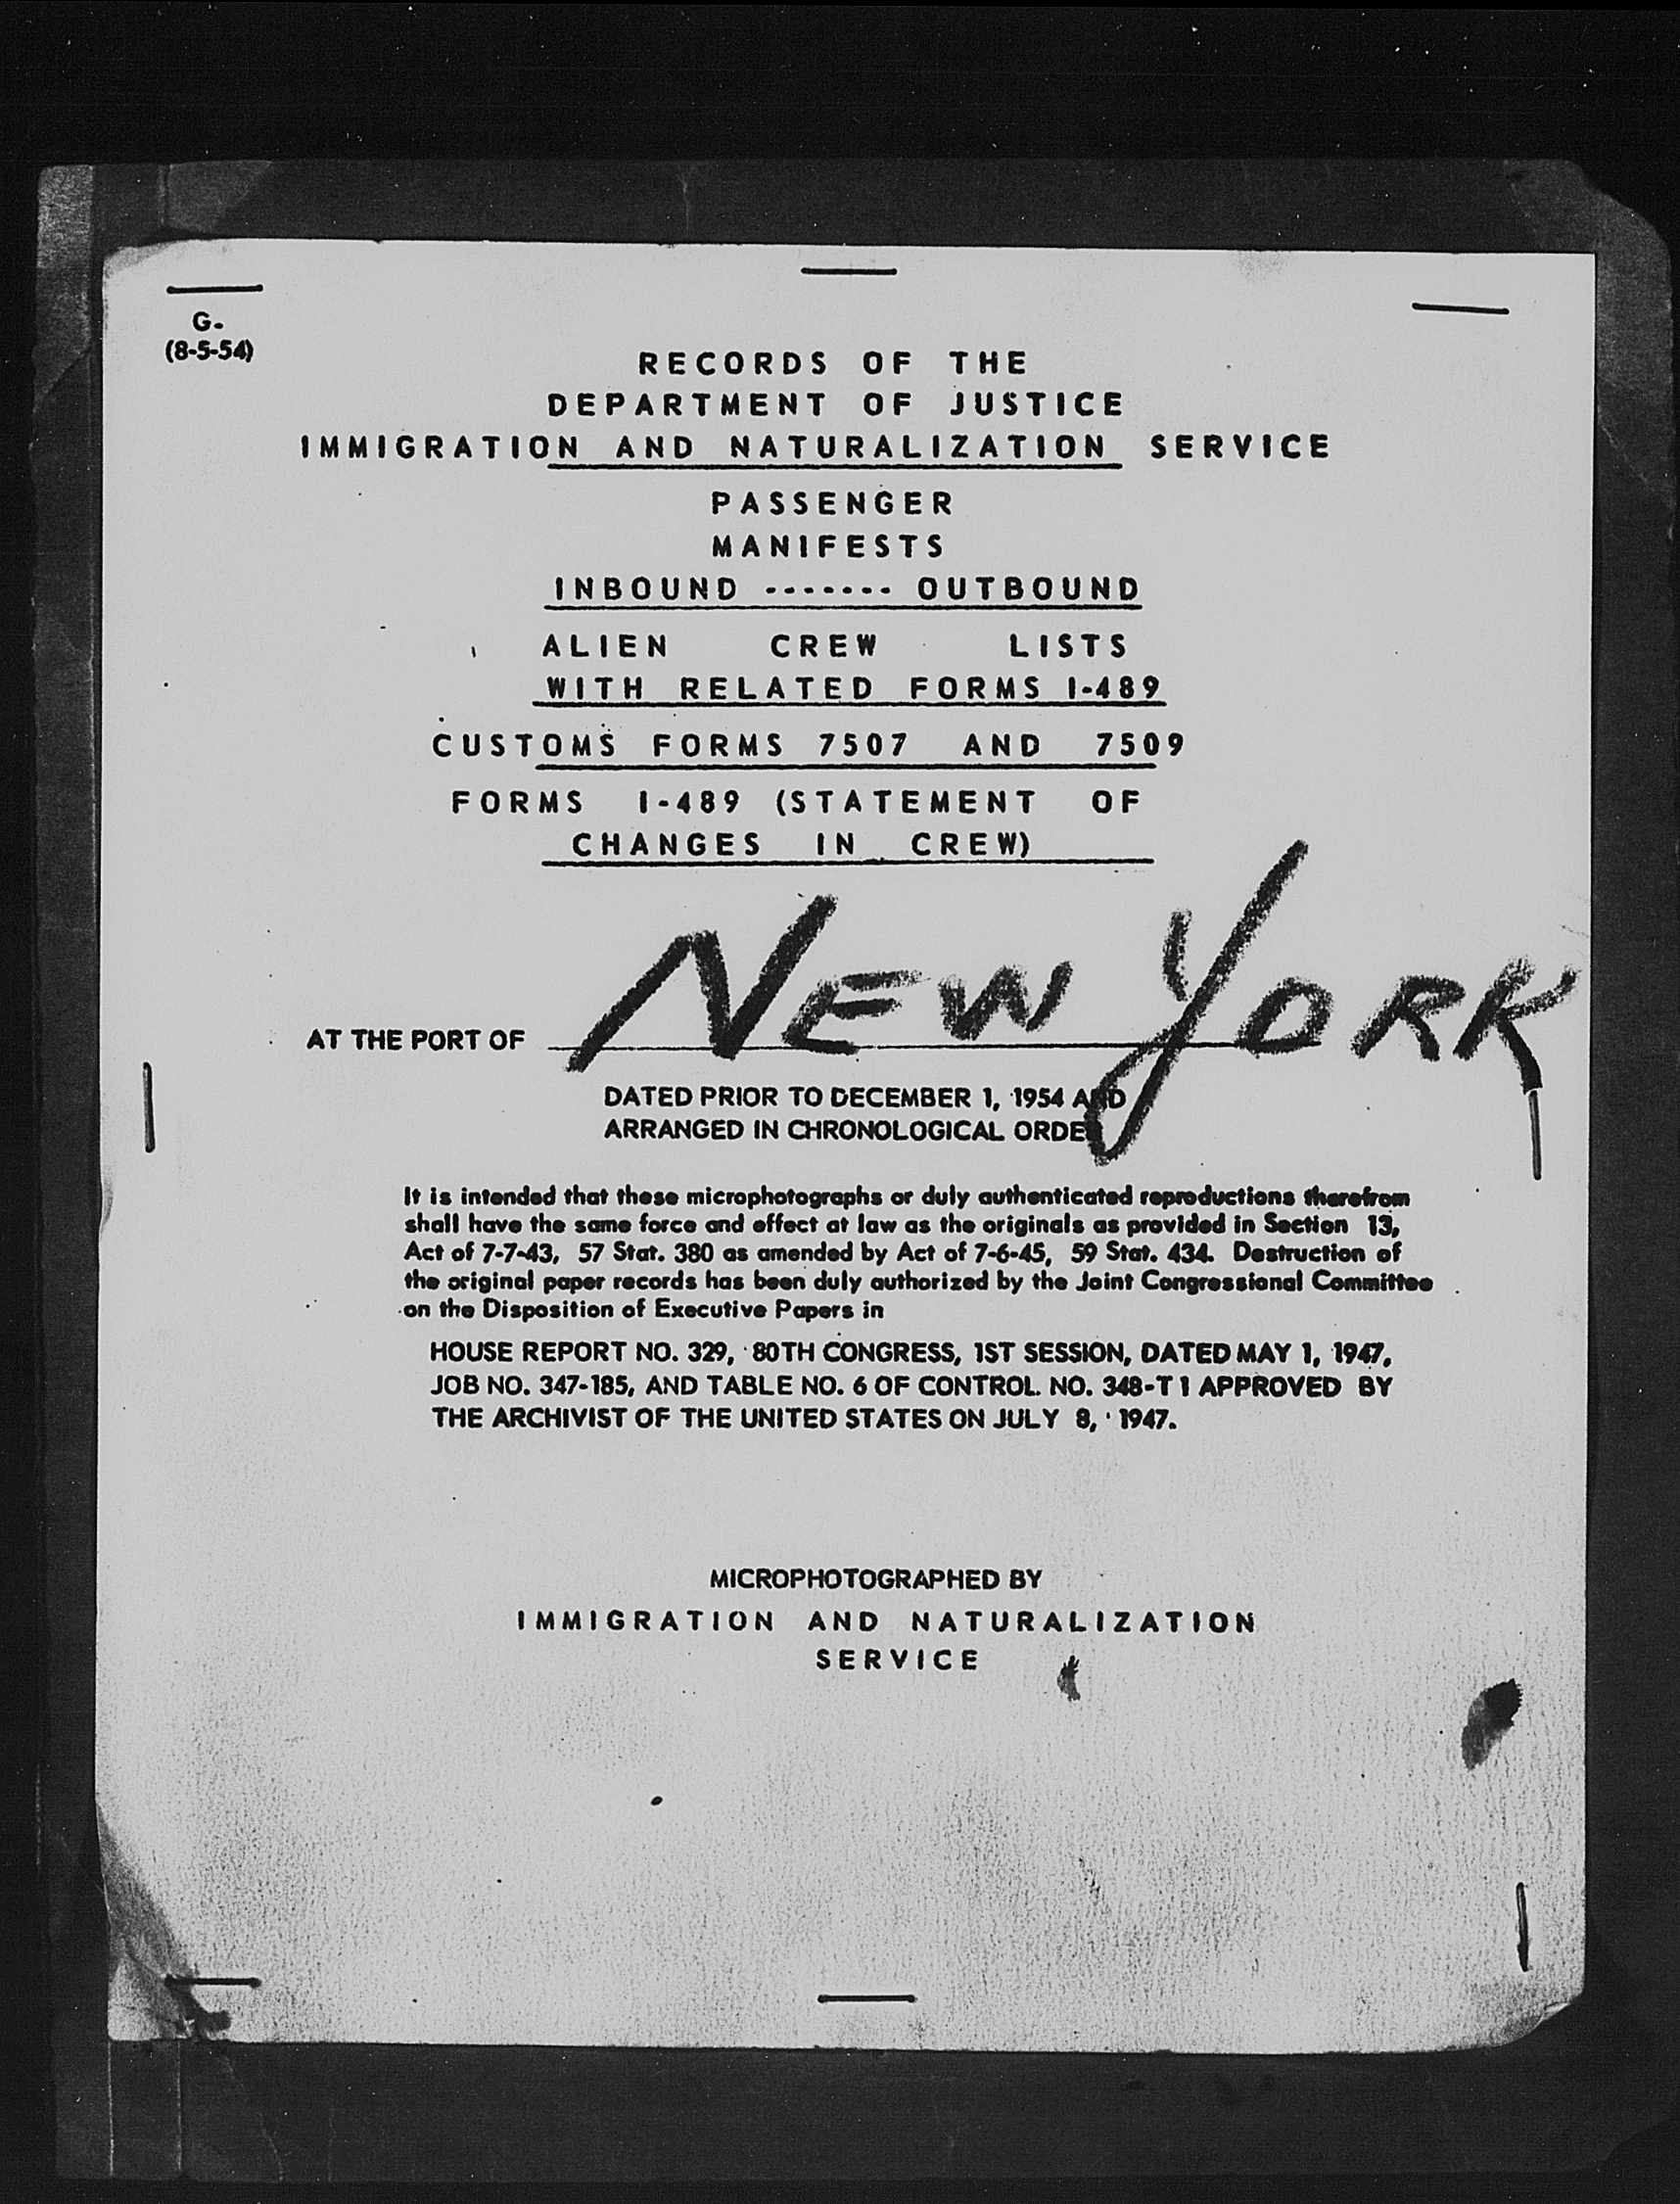 G-
(8-5-54)
RECORDS OF THE
DEPARTMENT OF JUSTICE
IMMIGRATION AND NATURALIZATION SERVICE
PASSENGER
MANIFESTS
INBOUND ------- OUTBOUND
ALIEN CREW LISTS
WITH RELATED FORMS I-489
CUSTOMS FORMS 7507 AND 7509
FORMS I-489 (STATEMENT OF
CHANGES IN CREW)
AT THE PORT OF NEW YORK
DATED PRIOR TO DECEMBER 1, 1954 AND
ARRANGED IN CHRONOLOGICAL ORDER
It is intended that these microphotographs or duly authenticated reproductions therefrom
shall have the same force and effect at law as the originals as provided in Section 13,
Act of 7-7-43, 57 Stat. 380 as amended by Act of 7-6-45, 59 Stat. 434. Destruction of
the original paper records has been duly authorized by the Joint Congressional Committee
on the Disposition of Executive Papers in
HOUSE REPORT NO. 329, 80TH CONGRESS, 1ST SESSION, DATED MAY 1, 1947,
JOB NO. 347-185, AND TABLE NO. 6 OF CONTROL NO. 348-T1 APPROVED BY
THE ARCHIVIST OF THE UNITED STATES ON JULY 8, 1947.
MICROPHOTOGRAPHED BY
IMMIGRATION AND NATURALIZATION
SERVICE